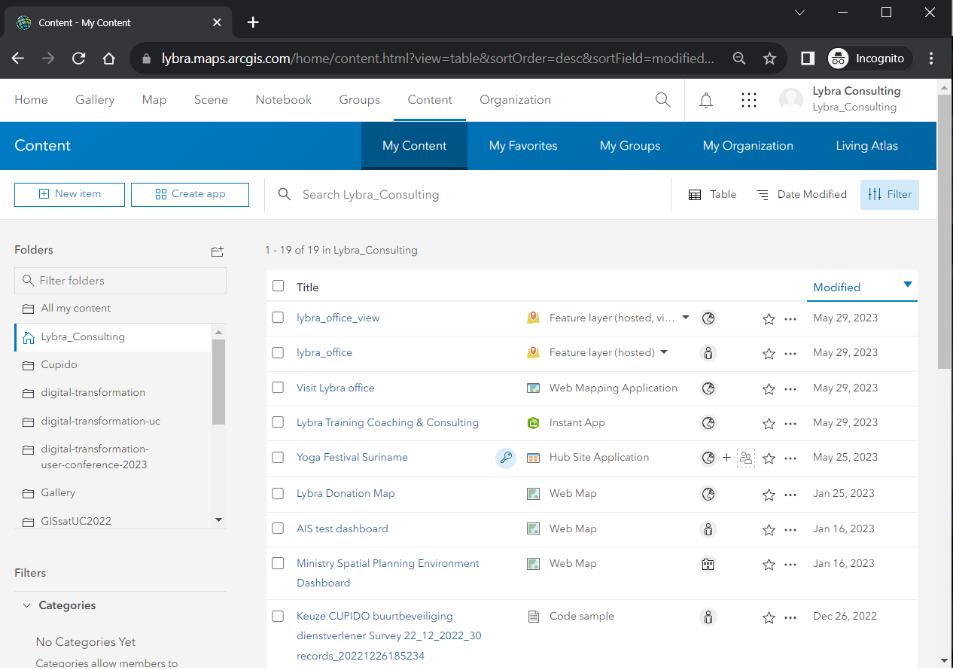 Content - My Content
lybra.maps.arcgis.com/home/content.html?view=table&sortOrder=desc&sortField=modified...
Incognito
Home Gallery Map Scene Notebook Groups Content Organization
Lybra Consulting
Lybra_Consulting
Content My Content My Favorites My Groups My Organization Living Atlas
New item Create app Search Lybra_Consulting Table Date Modified Filter
Folders
Filter folders
All my content
Lybra_Consulting
Cupido
digital-transformation
digital-transformation-uc
digital-transformation-
user-conference-2023
Gallery
GISsatUC2022
Filters
Categories
No Categories Yet
Categories allow members to
1 - 19 of 19 in Lybra_Consulting
Title Modified
lybra_office_view Feature layer (hosted, vi... May 29, 2023
lybra_office Feature layer (hosted) May 29, 2023
Visit Lybra office Web Mapping Application May 29, 2023
Lybra Training Coaching & Consulting Instant App May 29, 2023
Yoga Festival Suriname Hub Site Application May 25, 2023
Lybra Donation Map Web Map Jan 25, 2023
AIS test dashboard Web Map Jan 16, 2023
Ministry Spatial Planning Environment Web Map Jan 16, 2023
Dashboard
Keuze CUPIDO buurtbeveiliging Code sample Dec 26, 2022
dienstverlener Survey 22_12_2022_30
records_20221226185234